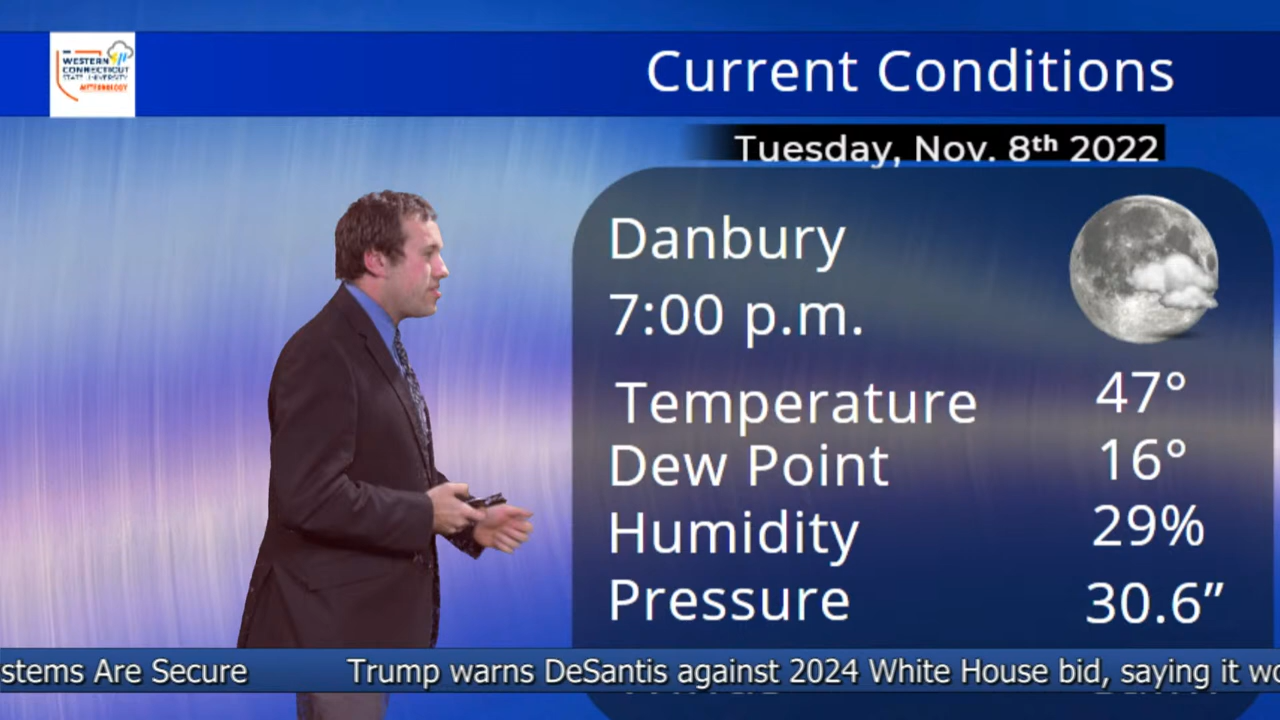 WESTERN
CONNECTICUT
STATE UNIVERSITY
METEOROLOGY
Current Conditions
Tuesday, Nov. 8th 2022
Danbury
7:00 p.m.
Temperature 47°
Dew Point 16°
Humidity 29%
Pressure 30.6”
stems Are Secure Trump warns DeSantis against 2024 White House bid, saying it wo